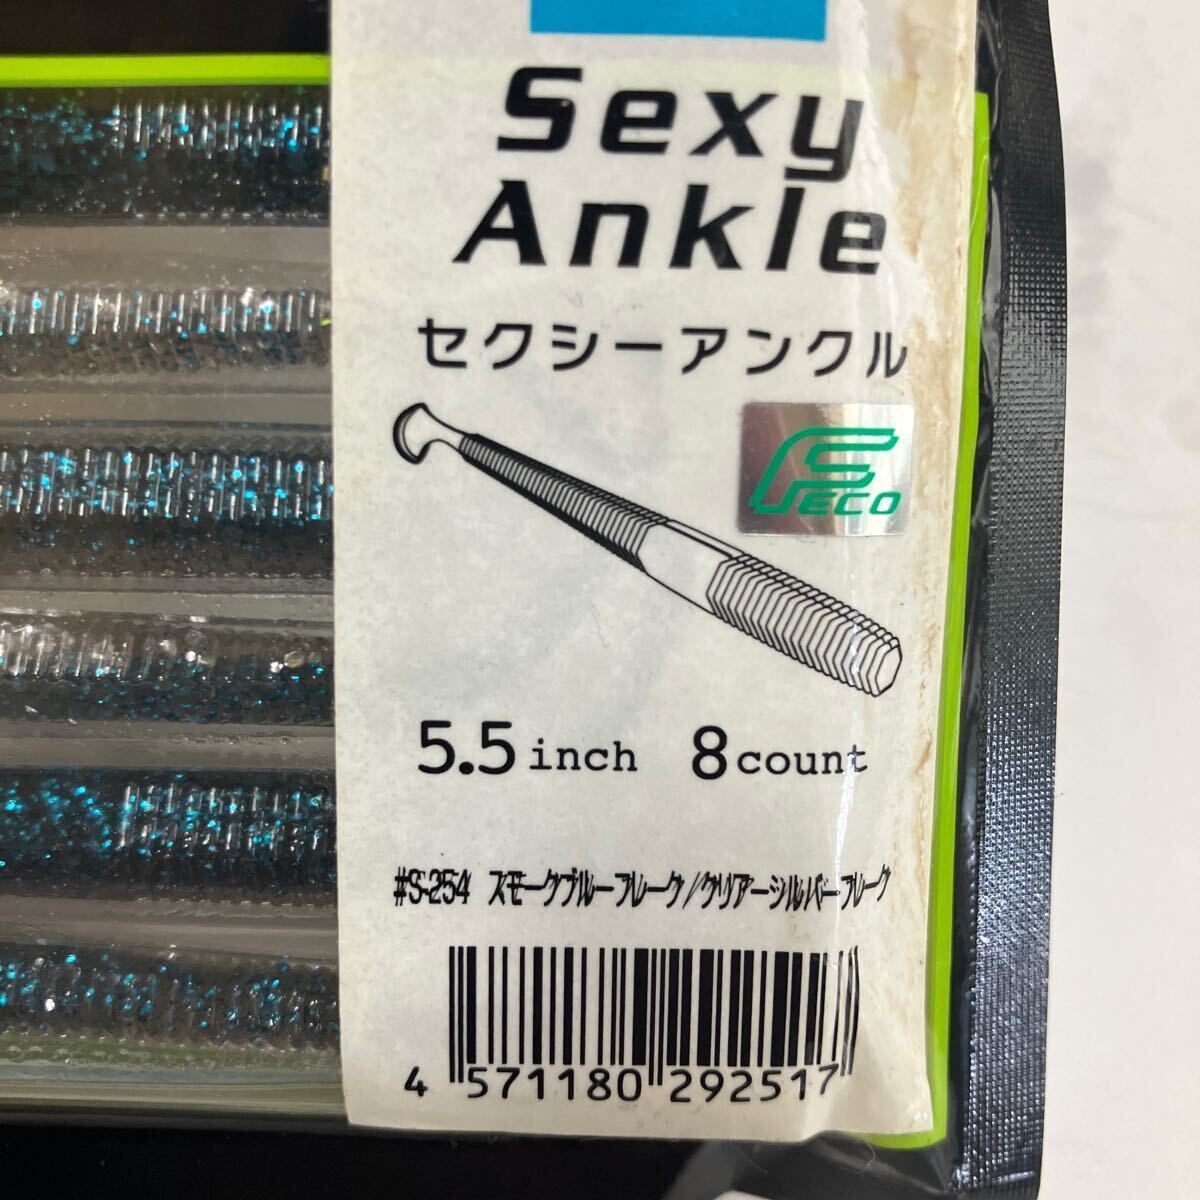 Sexy
Ankle
セクシーアンクル
FECO
5.5 inch 8 count
#S-254 スモークブルーフレーク/クリアーシルバーフレーク
4 571180 292517